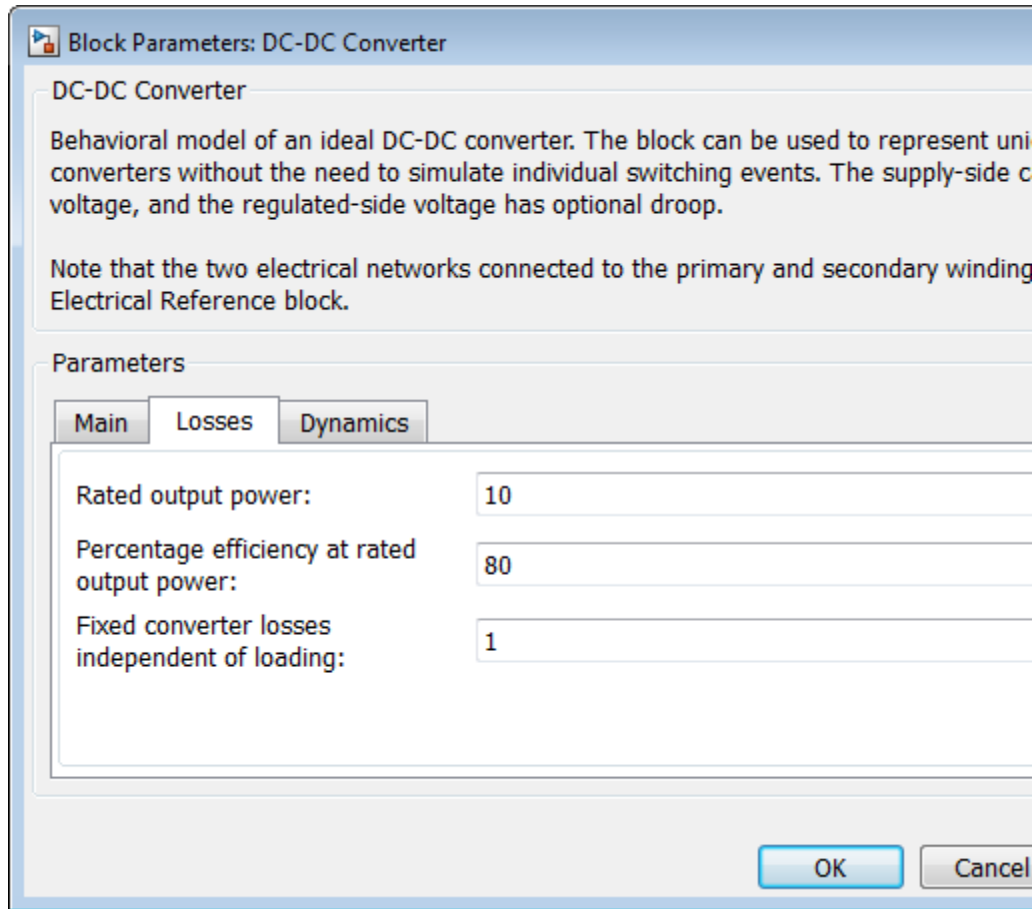 Block Parameters: DC-DC Converter
DC-DC Converter
Behavioral model of an ideal DC-DC converter. The block can be used to represent
converters without the need to simulate individual switching events. The supply-side
voltage, and the regulated-side voltage has optional droop.
Note that the two electrical networks connected to the primary and secondary winding
Electrical Reference block.
Parameters
Main Losses Dynamics
Rated output power: 10
Percentage efficiency at rated
output power: 80
Fixed converter losses
independent of loading: 1
OK Cancel